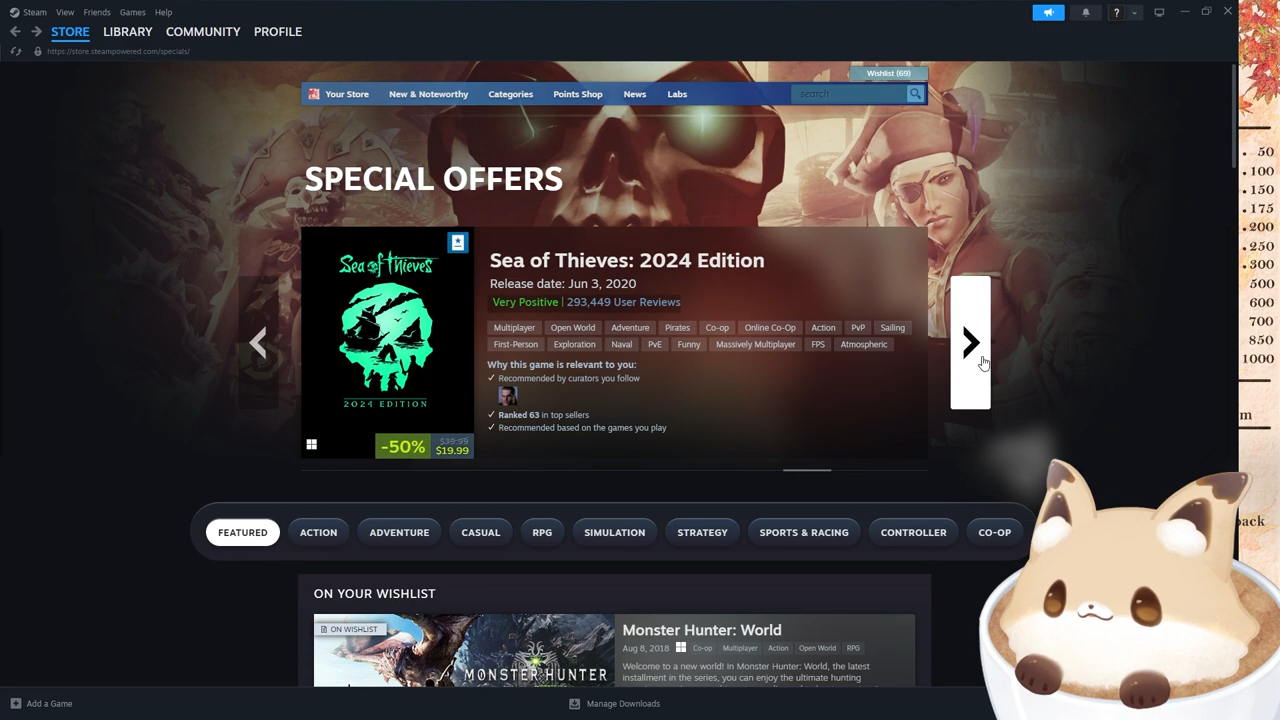 Steam View Friends Games Help
?
STORE LIBRARY COMMUNITY PROFILE
https://store.steampowered.com/specials/
Wishlist (69)
Your Store New & Noteworthy Categories Points Shop News Labs search
SPECIAL OFFERS
Sea of Thieves
2024 EDITION
-50% $39.99
$19.99
Sea of Thieves: 2024 Edition
Release date: Jun 3, 2020
Very Positive | 293,449 User Reviews
Multiplayer Open World Adventure Pirates Co-op Online Co-Op Action PvP Sailing
First-Person Exploration Naval PvE Funny Massively Multiplayer FPS Atmospheric
Why this game is relevant to you:
✓ Recommended by curators you follow
✓ Ranked 63 in top sellers
✓ Recommended based on the games you play
FEATURED ACTION ADVENTURE CASUAL RPG SIMULATION STRATEGY SPORTS & RACING CONTROLLER CO-OP
ON YOUR WISHLIST
ON WISHLIST
MONSTER HUNTER
Monster Hunter: World
Aug 8, 2018 Co-op Multiplayer Action Open World RPG
Welcome to a new world! In Monster Hunter: World, the latest
installment in the series, you can enjoy the ultimate hunting
Add a Game Manage Downloads
. 50
. 100
. 150
. 175
. 200
. 250
. 300
500
600
700
850
1000
m
back